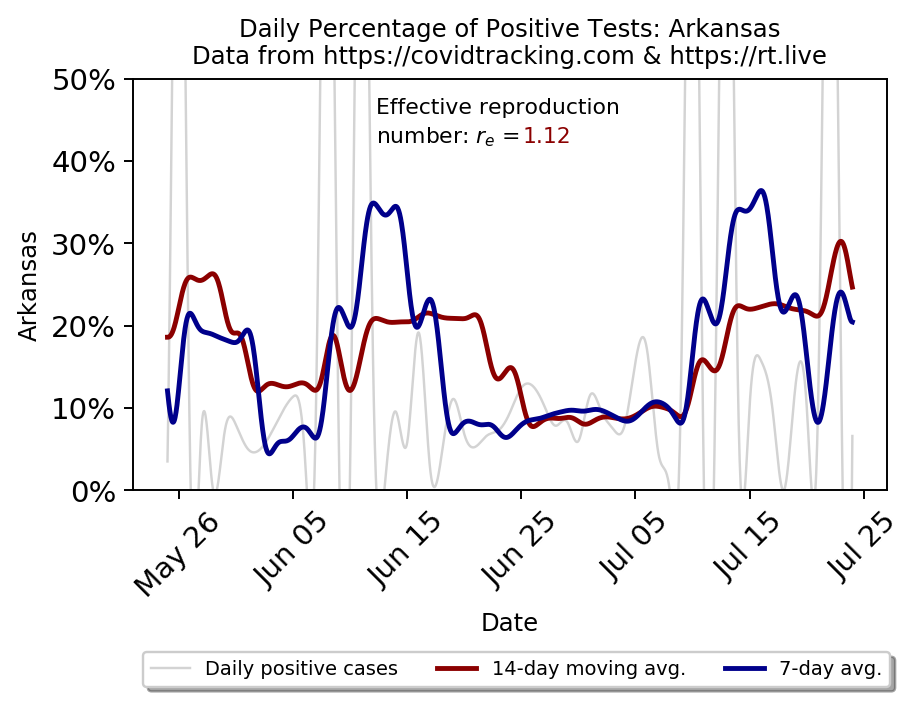 Daily Percentage of Positive Tests: Arkansas
Data from https://covidtracking.com & https://rt.live
50%
40%
30%
20%
10%
0%
Arkansas
Effective reproduction
number: rₑ =1.12
May 26
Jun 05
Jun 15
Jun 25
Jul 05
Jul 15
Jul 25
Date
Daily positive cases
14-day moving avg.
7-day avg.